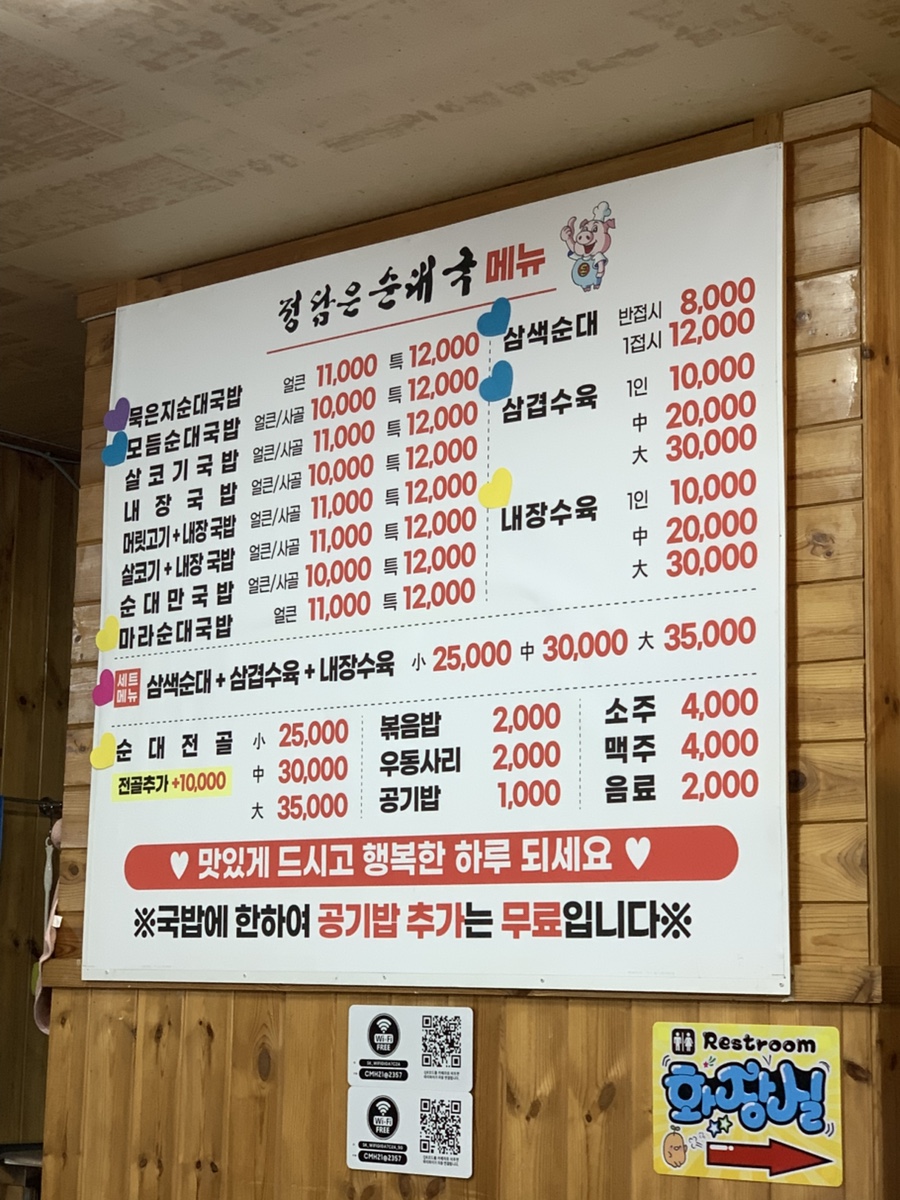 정담은순대국 메뉴
묵은지순대국밥 얼큰 11,000 특 12,000
모듬순대국밥 얼큰/사골 10,000 특 12,000
살코기국밥 얼큰/사골 11,000 특 12,000
내장국밥 얼큰/사골 10,000 특 12,000
머릿고기+내장국밥 얼큰/사골 11,000 특 12,000
살코기+내장국밥 얼큰/사골 11,000 특 12,000
순대만국밥 얼큰/사골 10,000 특 12,000
마라순대국밥 얼큰 11,000 특 12,000
삼색순대 반접시 8,000
1접시 12,000
삼겹수육 1인 10,000
中 20,000
大 30,000
내장수육 1인 10,000
中 20,000
大 30,000
세트메뉴 삼색순대+삼겹수육+내장수육 小 25,000 中 30,000 大 35,000
순대전골 小 25,000
전골추가 +10,000 中 30,000
大 35,000
볶음밥 2,000
우동사리 2,000
공기밥 1,000
소주 4,000
맥주 4,000
음료 2,000
♥ 맛있게 드시고 행복한 하루 되세요 ♥
※국밥에 한하여 공기밥 추가는 무료입니다※
Wi-Fi
FREE
CMH21@2357
Wi-Fi
FREE
CMH21@2357
Restroom
화장실